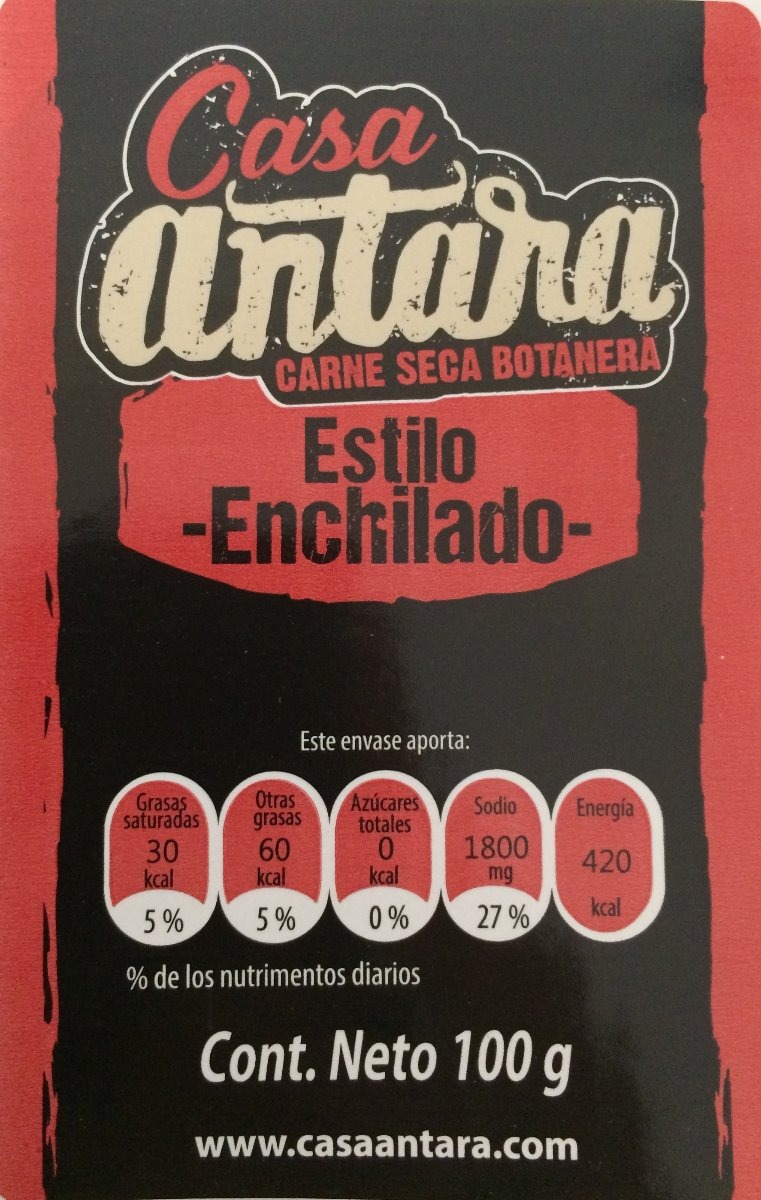 Casa
antara
CARNE SECA BOTANERA
Estilo
-Enchilado-
Este envase aporta:
Grasas saturadas 30 kcal 5 %
Otras grasas 60 kcal 5 %
Azúcares totales 0 kcal 0 %
Sodio 1800 mg 27 %
Energía 420 kcal
% de los nutrimentos diarios
Cont. Neto 100 g
www.casaantara.com